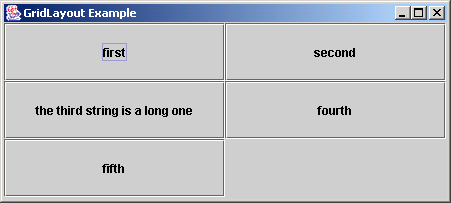 GridLayout Example
first
second
the third string is a long one
fourth
fifth